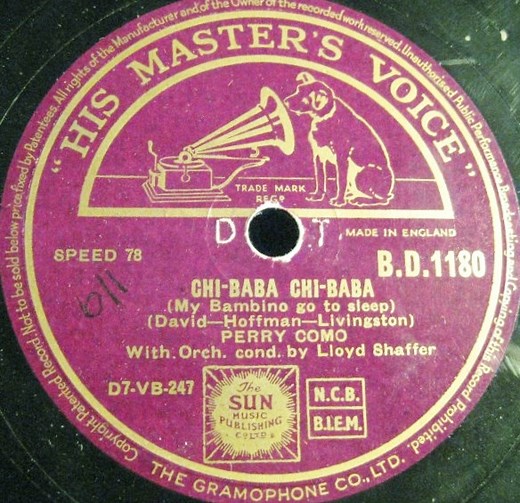 Copyright Patented Record. Not to be sold below price fixed by Patentees. All rights of the Manufacturer and of the Owner of the recorded work reserved. Unauthorised Public Performance, Broadcasting and Copying of this Record Prohibited.
"HIS MASTER'S VOICE"
TRADE MARK
REGD
D T
MADE IN ENGLAND
SPEED 78
B.D.1180
CHI-BABA CHI-BABA
(My Bambino go to sleep)
(David—Hoffman—Livingston)
PERRY COMO
With Orch. cond. by Lloyd Shaffer
D7-VB-247
The
SUN
MUSIC
PUBLISHING
Co LTD
N.C.B.
B.I.E.M.
THE GRAMOPHONE CO., LTD.